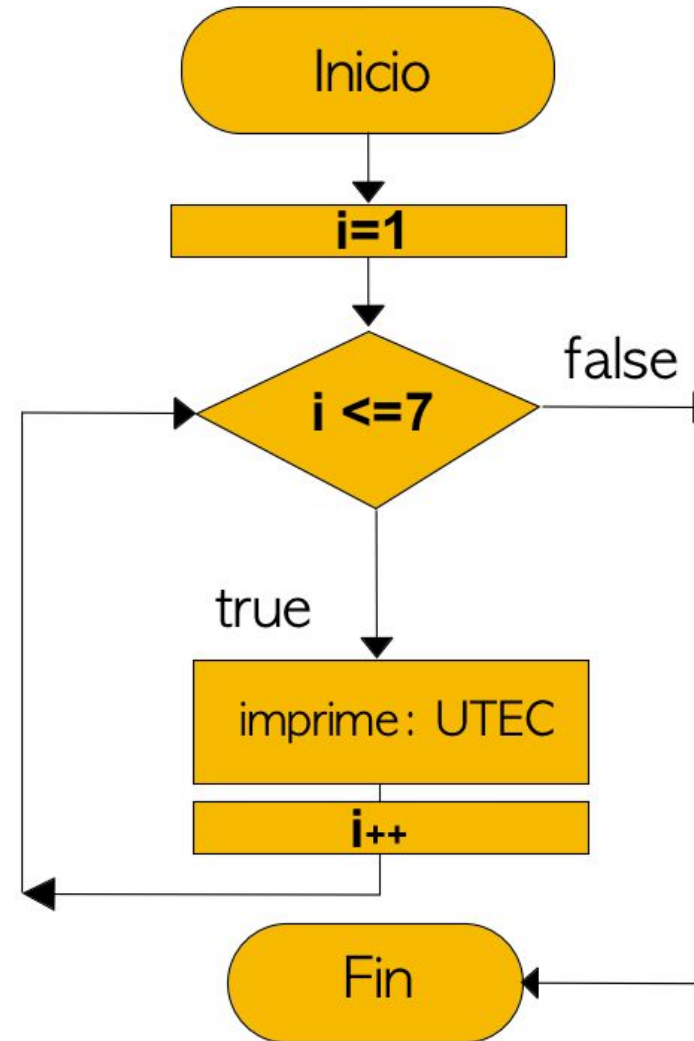 Inicio
i=1
false
i <=7
true
imprime: UTEC
i++
Fin